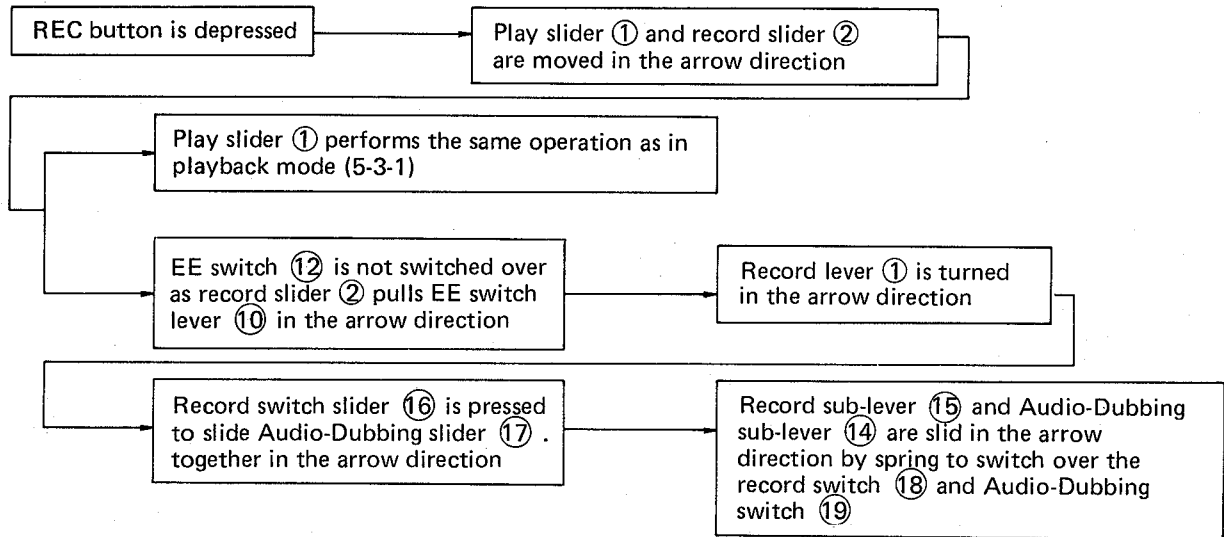 REC button is depressed
Play slider ① and record slider ②
are moved in the arrow direction
Play slider ① performs the same operation as in
playback mode (5-3-1)
EE switch ⑫ is not switched over
as record slider ② pulls EE switch
lever ⑩ in the arrow direction
Record lever ① is turned
in the arrow direction
Record switch slider ⑯ is pressed
to slide Audio-Dubbing slider ⑰ .
together in the arrow direction
Record sub-lever ⑮ and Audio-Dubbing
sub-lever ⑭ are slid in the arrow
direction by spring to switch over the
record switch ⑱ and Audio-Dubbing
switch ⑲